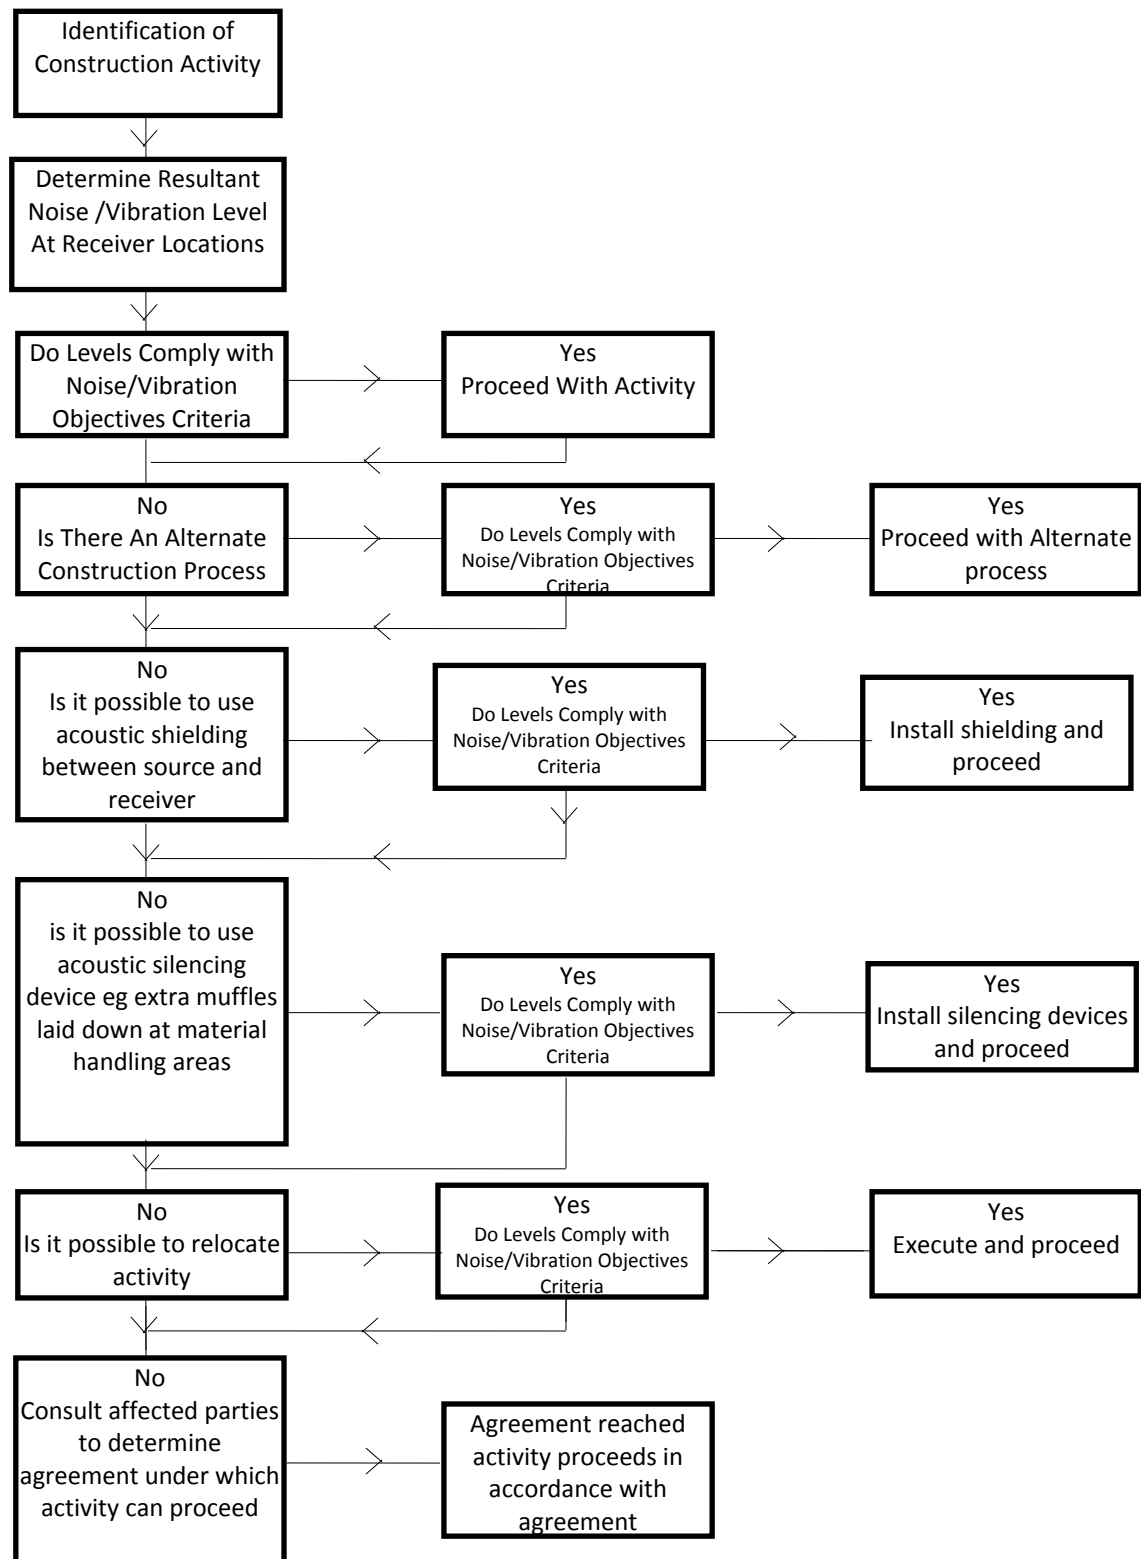 Identification of
Construction Activity
Determine Resultant
Noise /Vibration Level
At Receiver Locations
Do Levels Comply with
Noise/Vibration
Objectives Criteria
Yes
Proceed With Activity
No
Is There An Alternate
Construction Process
Yes
Do Levels Comply with
Noise/Vibration Objectives
Criteria
Yes
Proceed with Alternate
process
No
Is it possible to use
acoustic shielding
between source and
receiver
Yes
Do Levels Comply with
Noise/Vibration Objectives
Criteria
Yes
Install shielding and
proceed
No
is it possible to use
acoustic silencing
device eg extra muffles
laid down at material
handling areas
Yes
Do Levels Comply with
Noise/Vibration Objectives
Criteria
Yes
Install silencing devices
and proceed
No
Is it possible to relocate
activity
Yes
Do Levels Comply with
Noise/Vibration Objectives
Criteria
Yes
Execute and proceed
No
Consult affected parties
to determine
agreement under which
activity can proceed
Agreement reached
activity proceeds in
accordance with
agreement